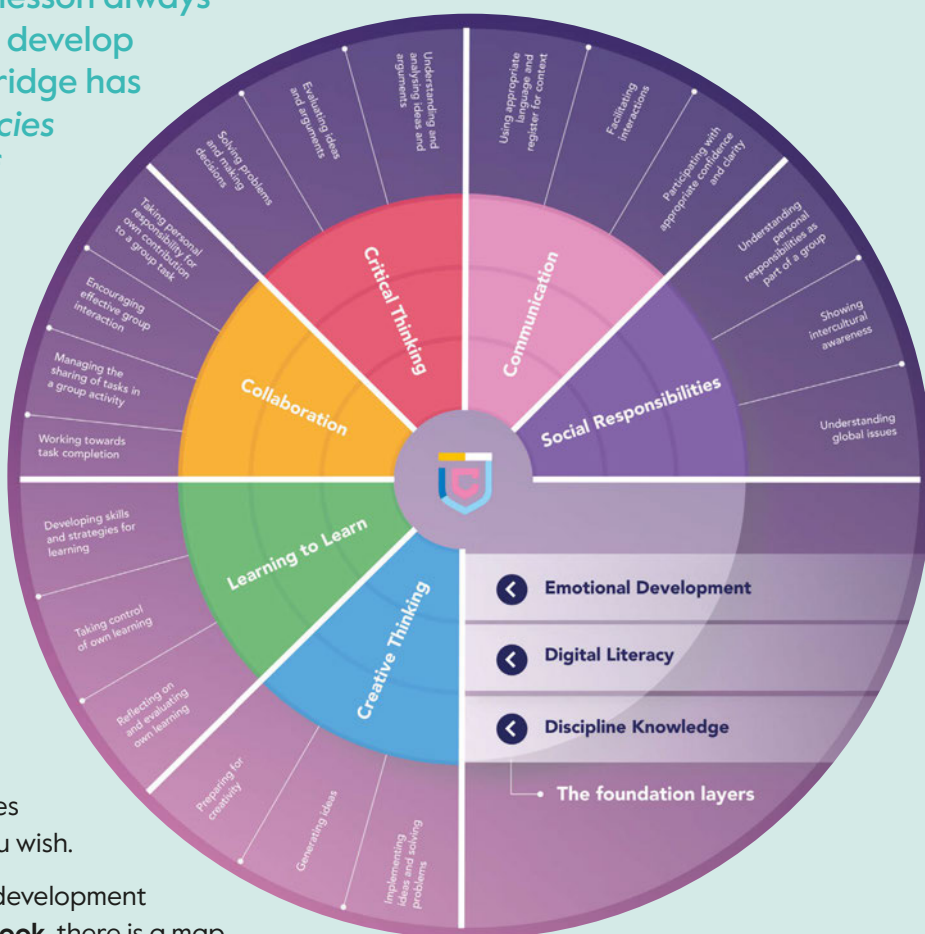 lesson always
develop
ridge has
cies
Critical Thinking
Solving problems
and making
decisions
Evaluating ideas
and arguments
Understanding and
analysing ideas and
arguments
Communication
Using appropriate
language and
register for context
Facilitating
interactions
Participating with
appropriate confidence
and clarity
Social Responsibilities
Understanding
personal
responsibilities as
part of a group
Showing
intercultural
awareness
Understanding
global issues
Collaboration
Taking personal
responsibility for
own contribution
to a group task
Encouraging
effective group
interaction
Managing the
sharing of tasks in
a group activity
Working towards
task completion
Learning to Learn
Developing skills
and strategies for
learning
Taking control
of own learning
Reflecting on
and evaluating
own learning
Creative Thinking
Preparing for
creativity
Generating ideas
Implementing
ideas and solving
problems
Emotional Development
Digital Literacy
Discipline Knowledge
The foundation layers
es
u wish.
development
ook, there is a map